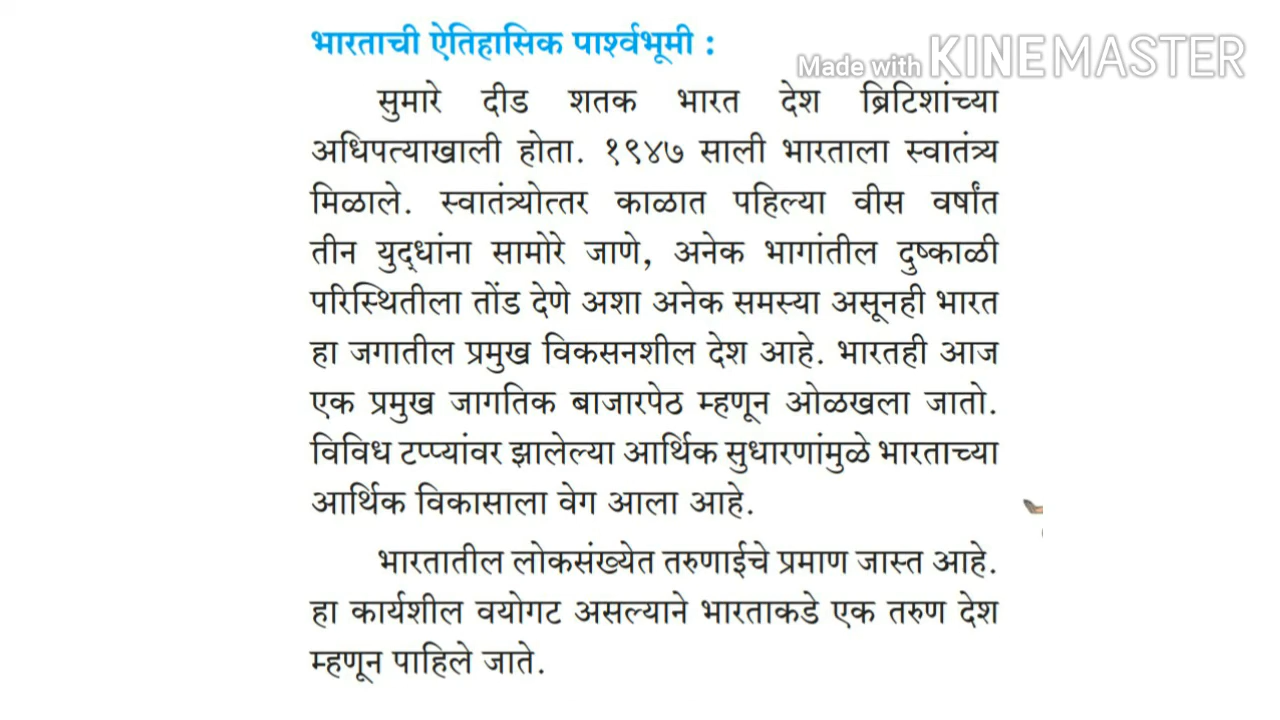 भारताची ऐतिहासिक पार्श्वभूमी :
Made with KINEMASTER
सुमारे दीड शतक भारत देश ब्रिटिशांच्या
अधिपत्याखाली होता. १९४७ साली भारताला स्वातंत्र्य
मिळाले. स्वातंत्र्योत्तर काळात पहिल्या वीस वर्षांत
तीन युद्धांना सामोरे जाणे, अनेक भागांतील दुष्काळी
परिस्थितीला तोंड देणे अशा अनेक समस्या असूनही भारत
हा जगातील प्रमुख विकसनशील देश आहे. भारतही आज
एक प्रमुख जागतिक बाजारपेठ म्हणून ओळखला जातो.
विविध टप्प्यांवर झालेल्या आर्थिक सुधारणांमुळे भारताच्या
आर्थिक विकासाला वेग आला आहे.
भारतातील लोकसंख्येत तरुणाईचे प्रमाण जास्त आहे.
हा कार्यशील वयोगट असल्याने भारताकडे एक तरुण देश
म्हणून पाहिले जाते.